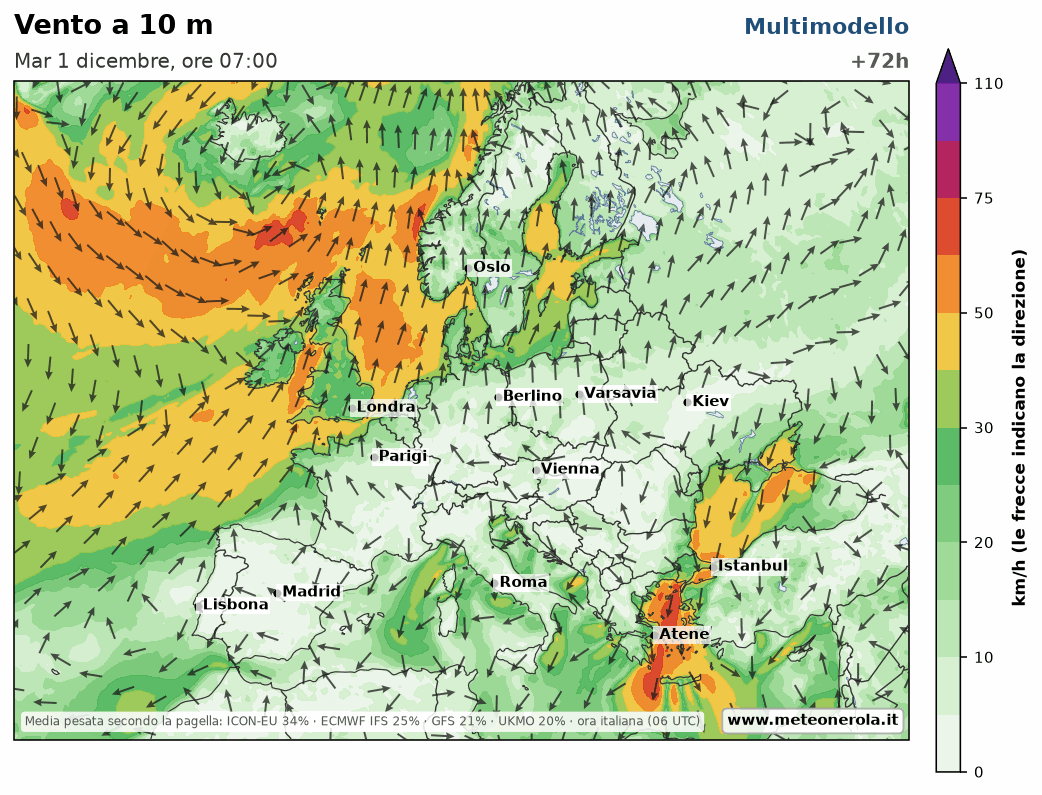 Vento a 10 m
Multimodello
Mar 1 dicembre, ore 07:00
+72h
110
75
50
30
20
10
0
km/h (le frecce indicano la direzione)
Oslo
Londra
Berlino
Varsavia
Kiev
Parigi
Vienna
Istanbul
Roma
Madrid
Lisbona
Atene
Media pesata secondo la pagella: ICON-EU 34% · ECMWF IFS 25% · GFS 21% · UKMO 20% · ora italiana (06 UTC)
www.meteonerola.it